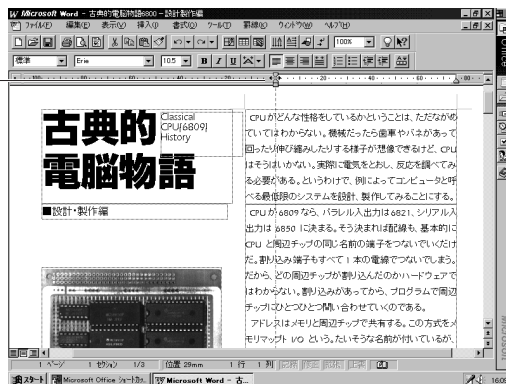 Microsoft Word - 古典的電脳物語6800 - 設計製作編
ファイル(F) 編集(E) 表示(V) 挿入(I) 書式(O) ツール(T) 罫線(A) ウィンドウ(W) ヘルプ(H)
100%
標準 Erie 10.5 B I U
Office
古典的
電脳物語
Classical
CPU[6809]
History
■設計・製作編
CPUがどんな性格をしているかということは、ただながめ
ていてはわからない。機械だったら歯車やバネがあって
回ったり伸び縮みしたりする様子が想像できるけど、CPU
はそうはいかない。実際に電気をとおし、反応を調べてみ
る必要がある。というわけで、例によってコンピュータと呼
べる最低限のシステムを設計、製作してみることにする。
CPUが6809なら、パラレル入出力は6821、シリアル入
出力は6850に決まる。そう決まれば配線も、基本的に
CPUと周辺チップの同じ名前の端子をつないでいくだけ
だ。割り込み端子もすべて1本の電線でつないでしまう。
だから、どの周辺チップが割り込んだのかハードウェアで
はわからない。割り込みがあってから、プログラムで周辺
チップにひとつひとつ問い合わせていくのである。
アドレスはメモリと周辺チップで共有する。この方式をメ
モリマップト I/O という。たいそうな名前が付いているが、
1 ページ 1 セクション 1/3 位置 29mm 1 行 1 列 記録 修正 拡張 上書
スタート Microsoft Office ショートカ.. Microsoft Word - 古...
16:05
Microsoft